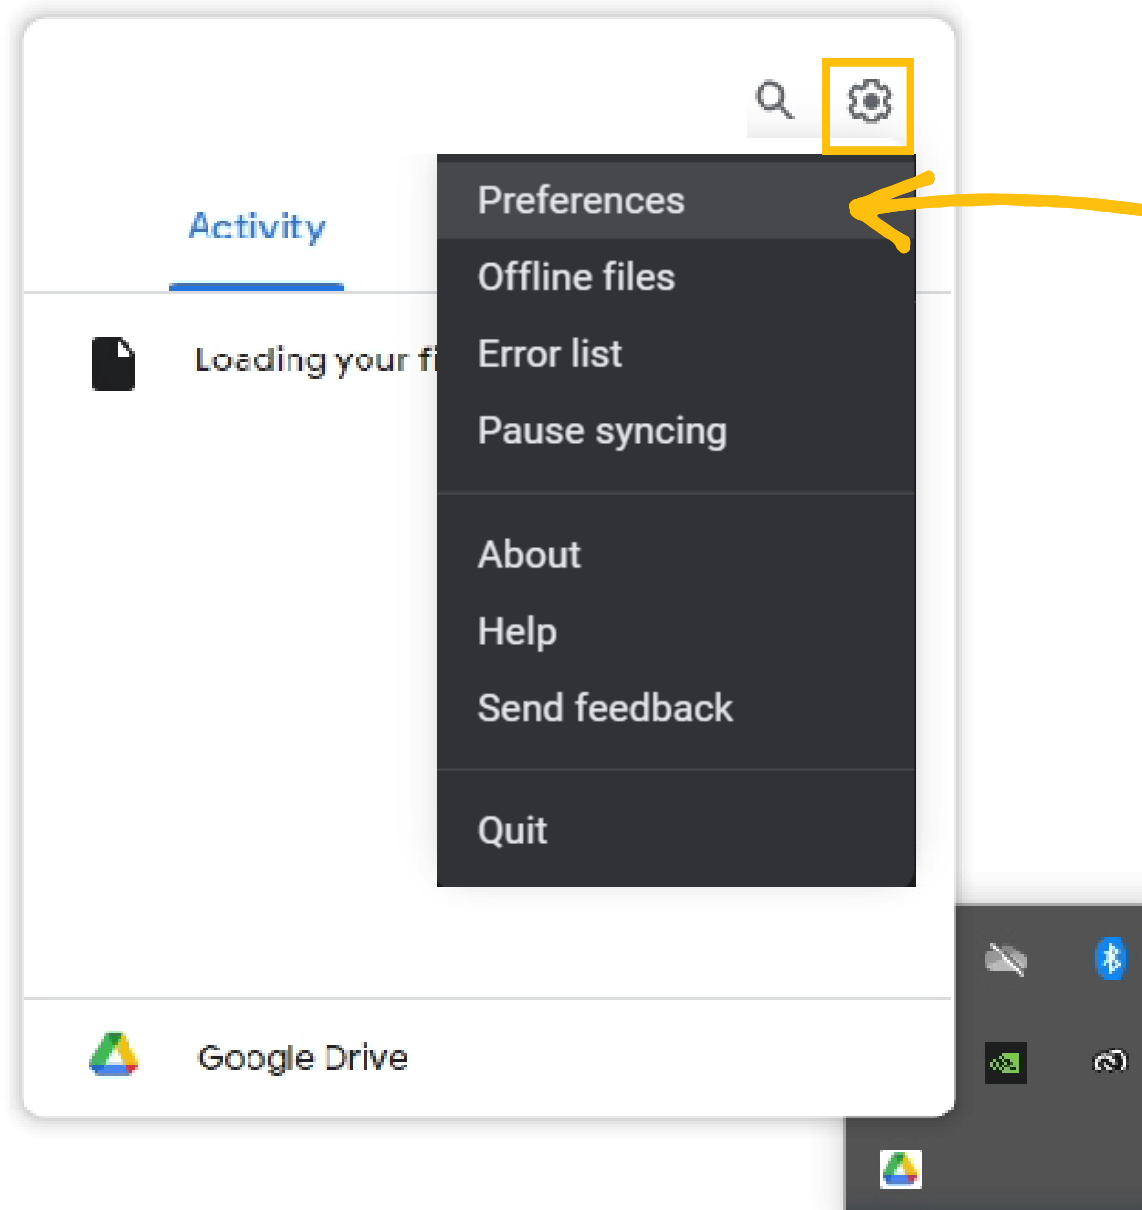 Activity
Loading your fi
Preferences
Offline files
Error list
Pause syncing
About
Help
Send feedback
Quit
Google Drive